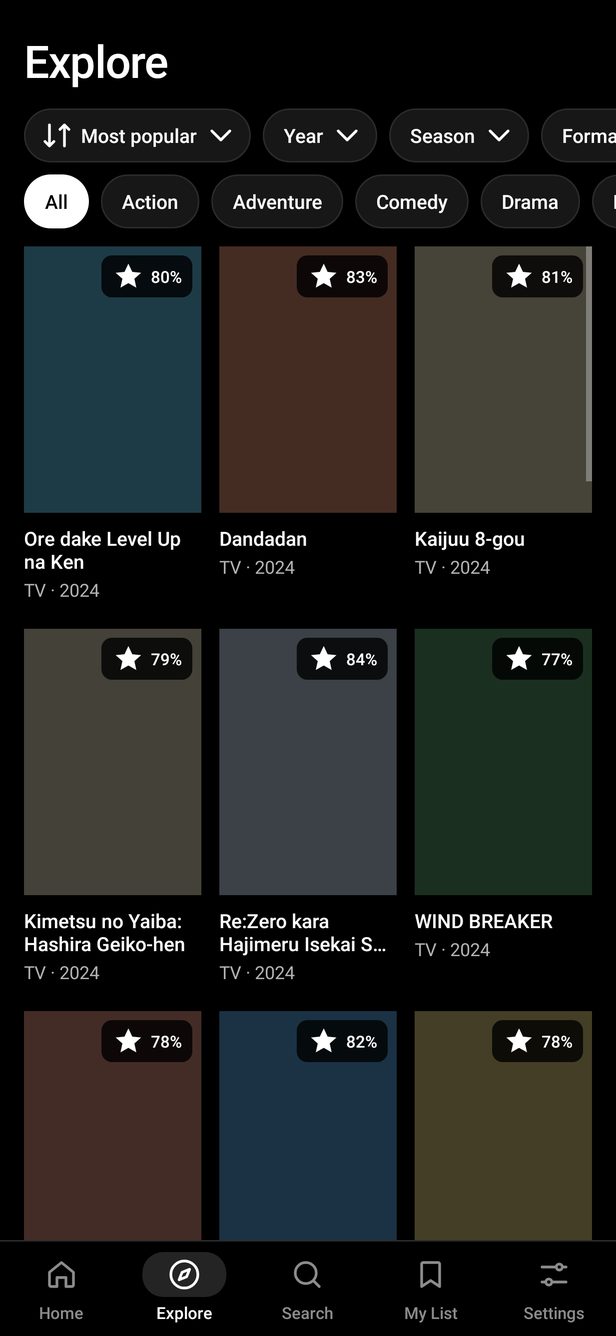 Explore
Most popular
Year
Season
Forma
All
Action
Adventure
Comedy
Drama
80%
83%
81%
Ore dake Level Up
na Ken
TV · 2024
Dandadan
TV · 2024
Kaijuu 8-gou
TV · 2024
79%
84%
77%
Kimetsu no Yaiba:
Hashira Geiko-hen
TV · 2024
Re:Zero kara
Hajimeru Isekai S...
TV · 2024
WIND BREAKER
TV · 2024
78%
82%
78%
Home
Explore
Search
My List
Settings